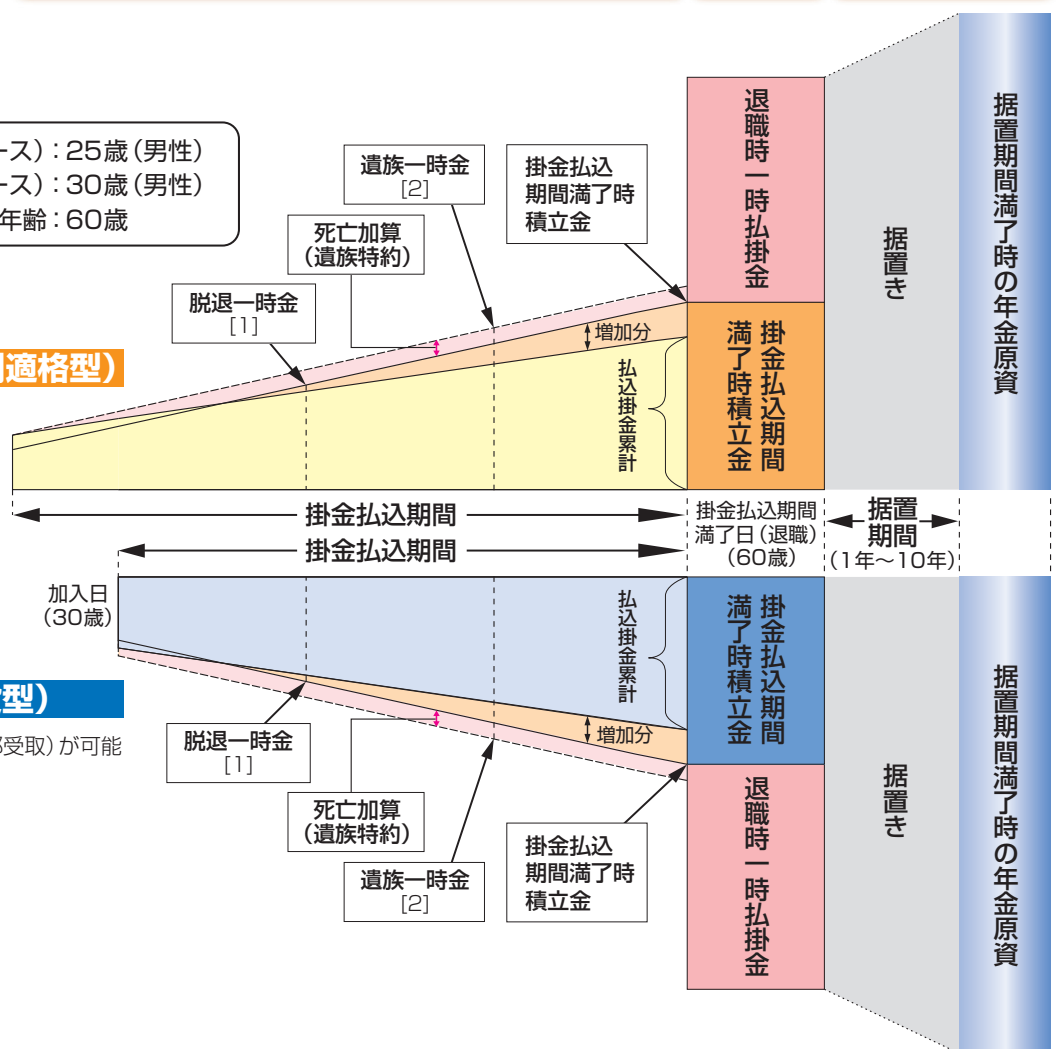 ース）：25歳（男性）
ース）：30歳（男性）
年齢：60歳
遺族一時金
[2]
掛金払込
期間満了時
積立金
死亡加算
（遺族特約）
脱退一時金
[1]
適格型）
増加分
払込掛金累計
退職時一時払掛金
掛金払込期間
満了時積立金
据置き
据置期間満了時の年金原資
掛金払込期間
掛金払込期間
掛金払込期間
満了日（退職）
（60歳）
据置
期間
（1年〜10年）
加入日
（30歳）
型）
受取）が可能
脱退一時金
[1]
死亡加算
（遺族特約）
遺族一時金
[2]
掛金払込
期間満了時
積立金
増加分
払込掛金累計
掛金払込期間
満了時積立金
退職時一時払掛金
据置き
据置期間満了時の年金原資